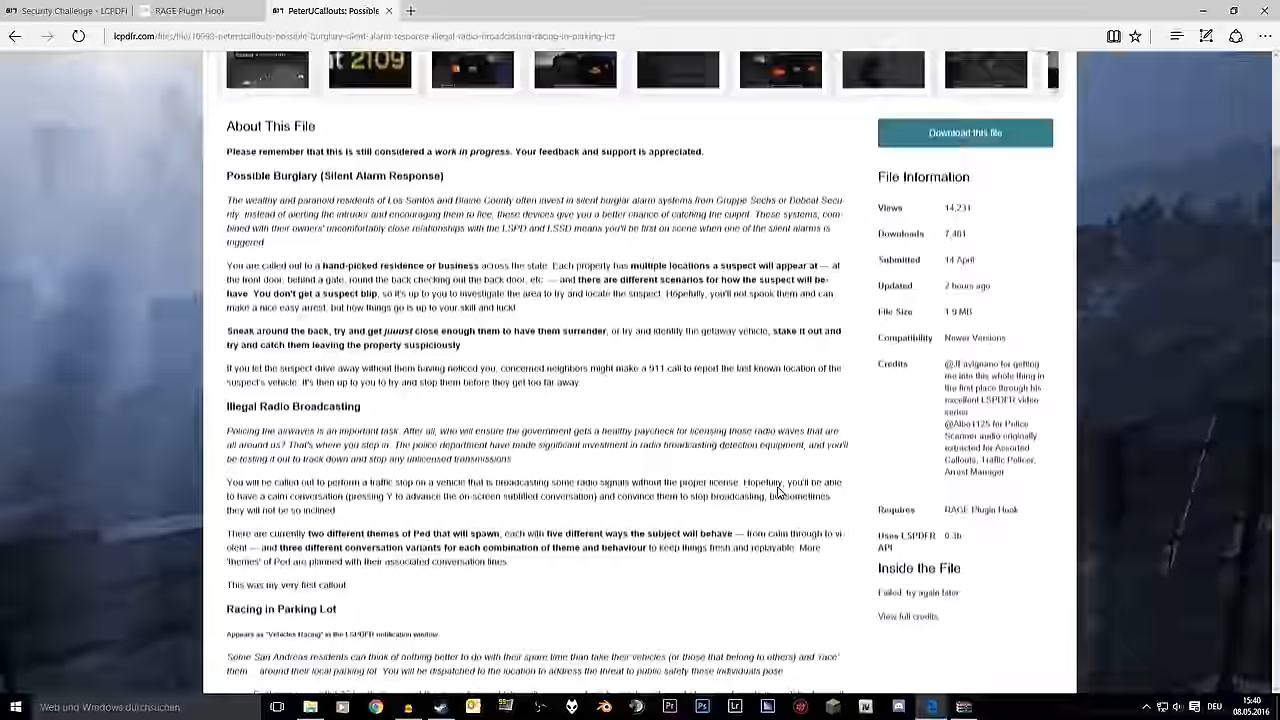 Security Challenges - LCPDFI
RAGE Plugin Hook
PeterUCallouts: Possible
lcpdfr.com/files/file/10593-peterucallouts-possible-burglary-silent-alarm-response-illegal-radio-broadcasting-racing-in-parking-lot
t 2109
About This File
Download this file
Please remember that this is still considered a work in progress. Your feedback and support is appreciated.
Possible Burglary (Silent Alarm Response)
File Information
The wealthy and paranoid residents of Los Santos and Blaine County often invest in silent burglar alarm systems from Gruppe Sechs or Bobcat Secu-
rity. Instead of alerting the intruder and encouraging them to flee, these devices give you a better chance of catching the culprit. These systems, com-
bined with their owners' uncomfortably close relationships with the LSPD and LSSD means you'll be first on scene when one of the silent alarms is
triggered.
Views 14,231
Downloads 7,481
Submitted 14 April
Updated 2 hours ago
File Size 1.9 MB
Compatibility Newer Versions
You are called out to a hand-picked residence or business across the state. Each property has multiple locations a suspect will appear at — at
the front door, behind a gate, round the back checking out the back door, etc. — and there are different scenarios for how the suspect will be-
have. You don't get a suspect blip, so it's up to you to investigate the area to try and locate the suspect. Hopefully, you'll not spook them and can
make a nice easy arrest, but how things go is up to your skill and luck!
Sneak around the back, try and get juuust close enough them to have them surrender, or try and identify the getaway vehicle, stake it out and
try and catch them leaving the property suspiciously.
If you let the suspect drive away without them having noticed you, concerned neighbors might make a 911 call to report the last known location of the
suspect's vehicle. It's then up to you to try and stop them before they get too far away.
Credits
for getting
me into this whole thing in
the first place through his
excellent LSPDFR video
series
@Albo1125 for Police
Scanner audio originally
extracted for Assorted
Callouts, Traffic Policer,
Arrest Manager
Illegal Radio Broadcasting
Policing the airwaves is an important task. After all, who will ensure the government gets a healthy paycheck for licensing those radio waves that are
all around us? That's where you step in. The police department have made significant investment in radio broadcasting detection equipment, and you'll
be testing it out to track down and stop any unlicensed transmissions.
You will be called out to perform a traffic stop on a vehicle that is broadcasting some radio signals without the proper license. Hopefully, you'll be able
to have a calm conversation (pressing Y to advance the on-screen subtitled conversation) and convince them to stop broadcasting, but sometimes
they will not be so inclined.
Requires RAGE Plugin Hook
Uses LSPDFR 0.3b
API
There are currently two different themes of Ped that will spawn, each with five different ways the subject will behave — from calm through to vi-
olent — and three different conversation variants for each combination of theme and behaviour to keep things fresh and replayable. More
'themes' of Ped are planned with their associated conversation lines.
This was my very first callout.
Inside the File
Failed, try again later
View full credits.
Racing in Parking Lot
Appears as "Vehicles Racing" in the LSPDFR notification window.
Some San Andreas residents can think of nothing better to do with their spare time than take their vehicles (or those that belong to others) and 'race'
them around their local parking lot. You will be dispatched to the location to address the threat to public safety these individuals pose.
Web und Windows durchsuchen
DEU
15:40
08.05.2016